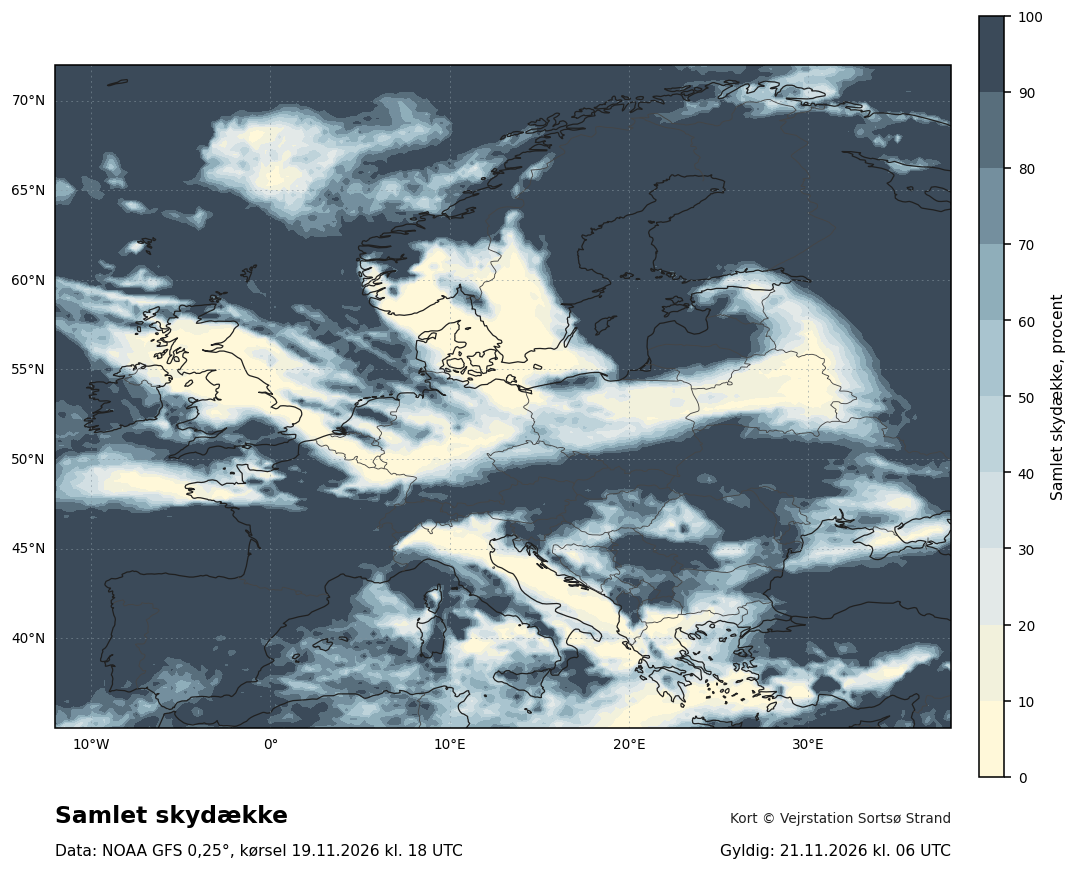 100
90
80
70
60
50
40
30
20
10
0
Samlet skydække, procent
70°N
65°N
60°N
55°N
50°N
45°N
40°N
10°W
0°
10°E
20°E
30°E
Samlet skydække
Kort © Vejrstation Sortsø Strand
Data: NOAA GFS 0,25°, kørsel 19.11.2026 kl. 18 UTC
Gyldig: 21.11.2026 kl. 06 UTC